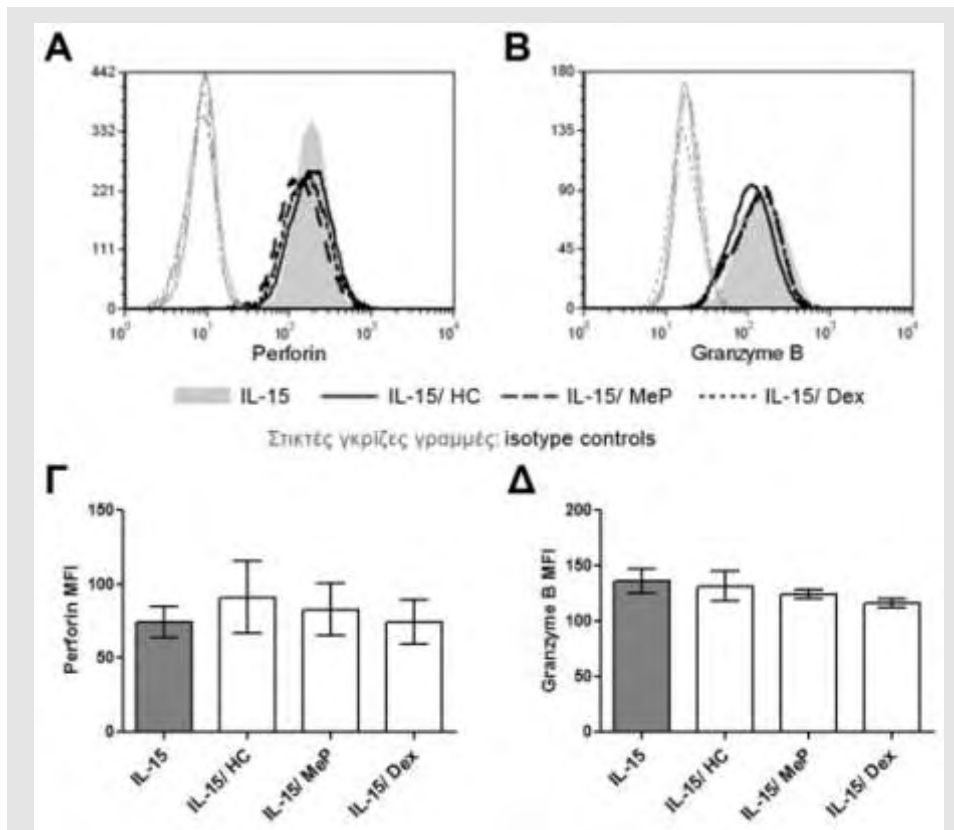 A
442
332
221
111
0
10⁰ 10¹ 10² 10³ 10⁴
Perforin
B
180
135
90
45
0
10⁰ 10¹ 10² 10³ 10⁴
Granzyme B
IL-15 IL-15/ HC IL-15/ MeP IL-15/ Dex
Στικτές γκρίζες γραμμές: isotype controls
Γ
Perforin MFI
150
100
50
0
IL-15
IL-15/ HC
IL-15/ MeP
IL-15/ Dex
Δ
Granzyme B MFI
200
150
100
50
0
IL-15
IL-15/ HC
IL-15/ MeP
IL-15/ Dex